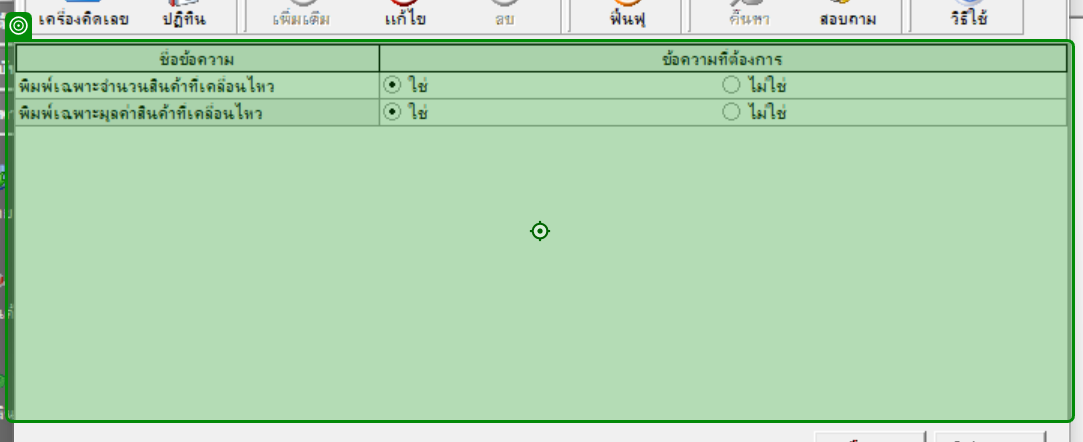 เครื่องคิดเลข ปฏิทิน เพิ่มเติม แก้ไข ลบ ฟื้นฟู ค้นหา สอบถาม วิธีใช้
ชื่อข้อความ ข้อความที่ต้องการ
พิมพ์เฉพาะจำนวนสินค้าที่เคลื่อนไหว ใช่ ไม่ใช่
พิมพ์เฉพาะมูลค่าสินค้าที่เคลื่อนไหว ใช่ ไม่ใช่